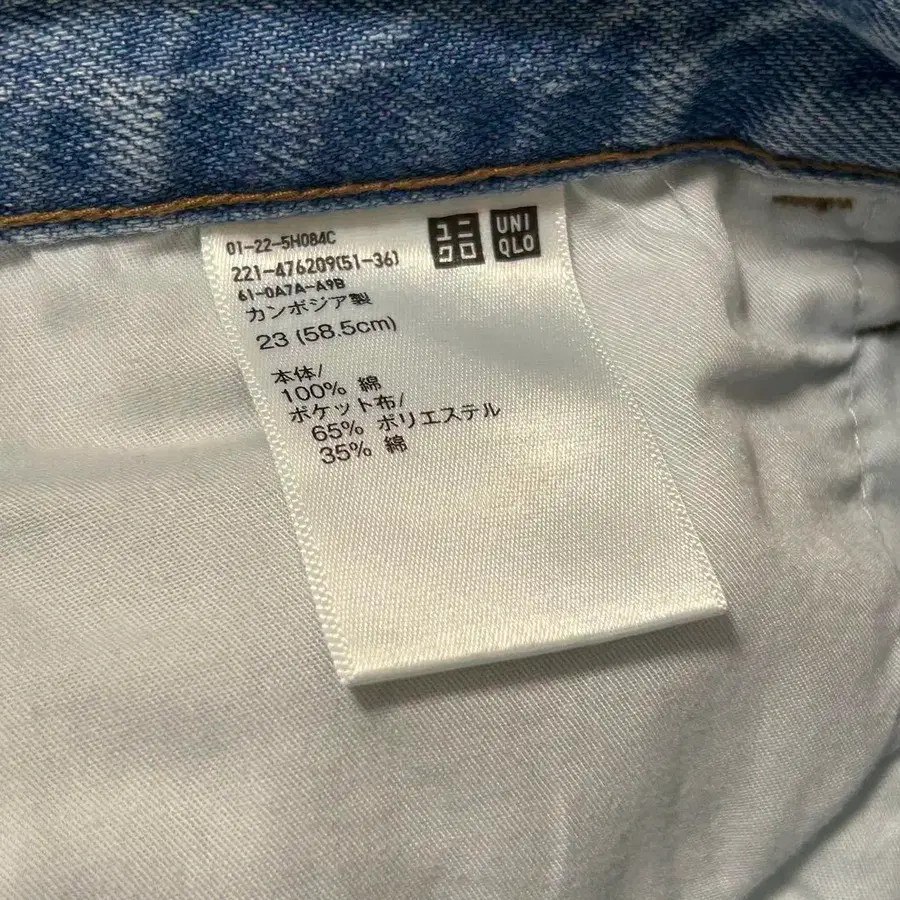 ユニクロ
UNIQLO
01-22-5H084C
221-476209(51-36)
61-0A7A-A9B
カンボジア製
23 (58.5cm)
本体/
100% 綿
ポケット布/
65% ポリエステル
35% 綿